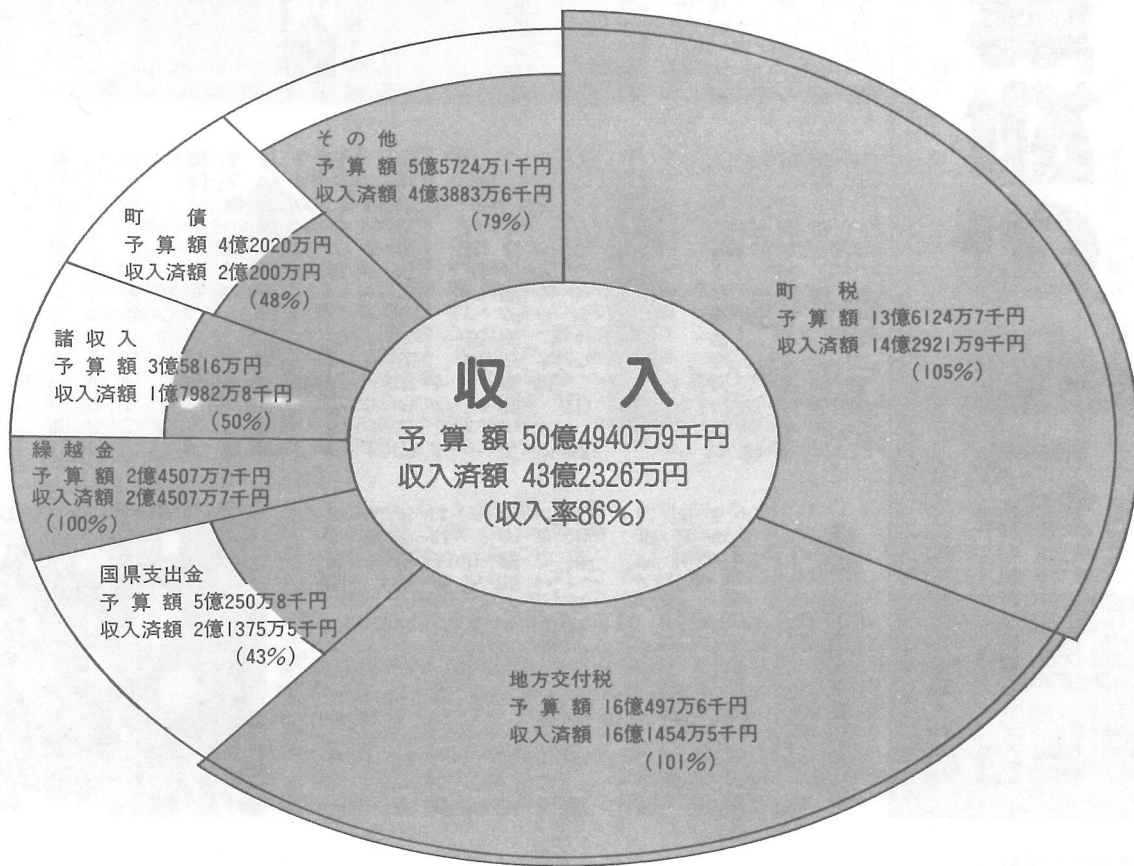 収入
予算額 50億4940万9千円
収入済額 43億2326万円
(収入率86%)
町税
予算額 13億6124万7千円
収入済額 14億2921万9千円
(105%)
地方交付税
予算額 16億497万6千円
収入済額 16億1454万5千円
(101%)
国県支出金
予算額 5億250万8千円
収入済額 2億1375万5千円
(43%)
繰越金
予算額 2億4507万7千円
収入済額 2億4507万7千円
(100%)
諸収入
予算額 3億5816万円
収入済額 1億7982万8千円
(50%)
町債
予算額 4億2020万円
収入済額 2億200万円
(48%)
その他
予算額 5億5724万1千円
収入済額 4億3883万6千円
(79%)